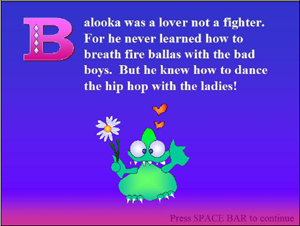 Balooka was a lover not a fighter.
For he never learned how to
breath fire ballas with the bad
boys. But he knew how to dance
the hip hop with the ladies!
Press SPACE BAR to continue